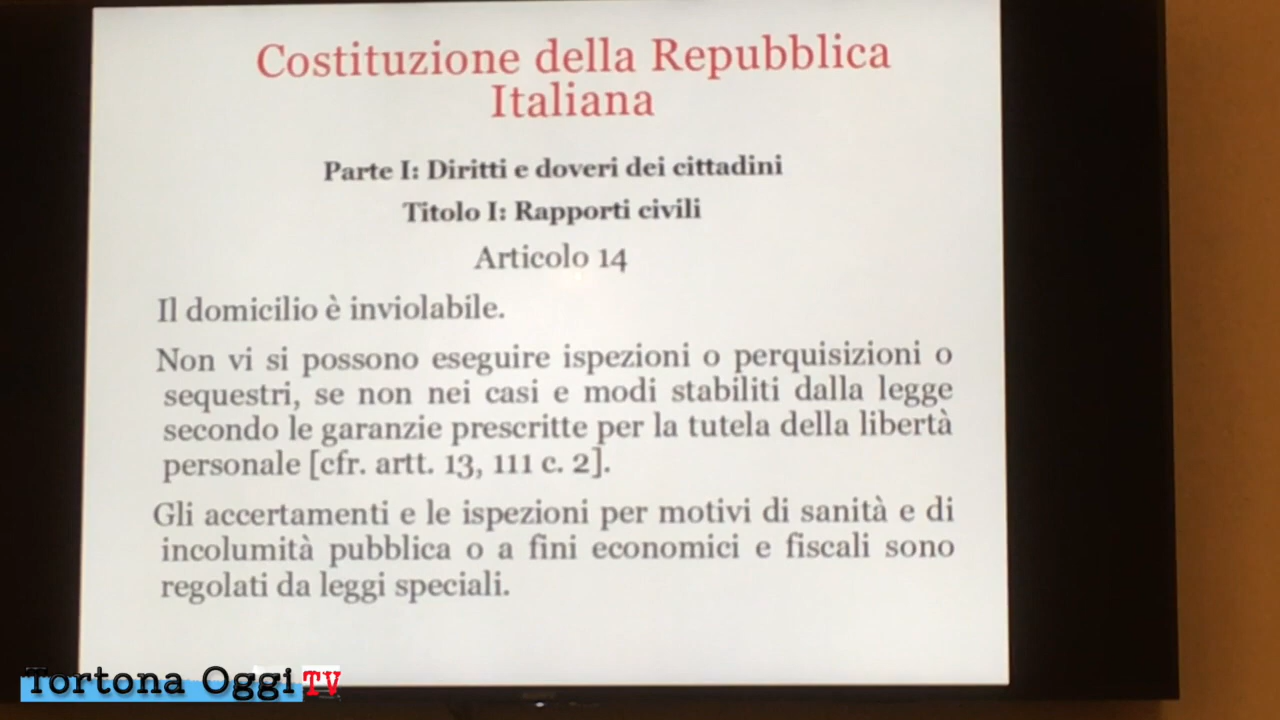 Costituzione della Repubblica
Italiana
Parte I: Diritti e doveri dei cittadini
Titolo I: Rapporti civili
Articolo 14
Il domicilio è inviolabile.
Non vi si possono eseguire ispezioni o perquisizioni o
sequestri, se non nei casi e modi stabiliti dalla legge
secondo le garanzie prescritte per la tutela della libertà
personale [cfr. artt. 13, 111 c. 2].
Gli accertamenti e le ispezioni per motivi di sanità e di
incolumità pubblica o a fini economici e fiscali sono
regolati da leggi speciali.
Tortona Oggi TV